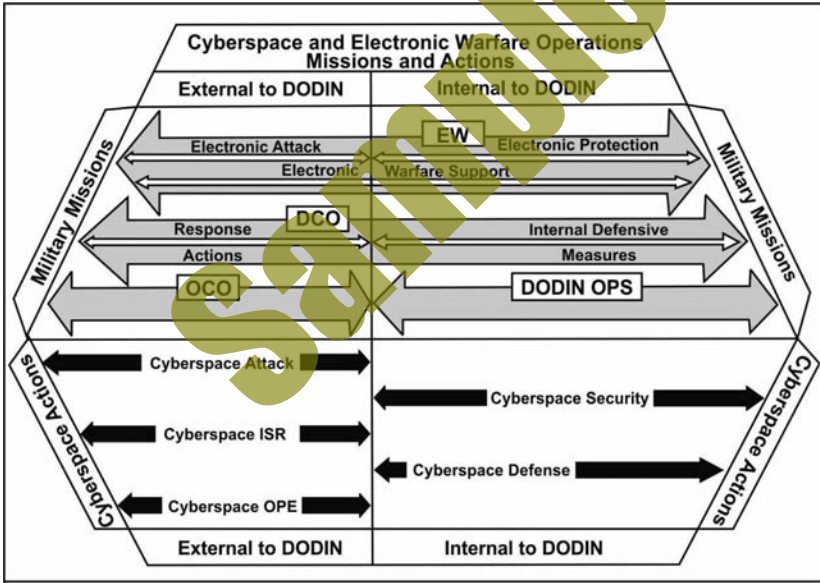 Cyberspace and Electronic Warfare Operations
Missions and Actions
External to DODIN
Internal to DODIN
Military Missions
Military Missions
EW
Electronic Attack
Electronic Protection
Electronic
Warfare Support
DCO
Response
Internal Defensive
Actions
Measures
OCO
DODIN OPS
Cyberspace Actions
Cyberspace Actions
Cyberspace Attack
Cyberspace Security
Cyberspace ISR
Cyberspace Defense
Cyberspace OPE
External to DODIN
Internal to DODIN
Sample